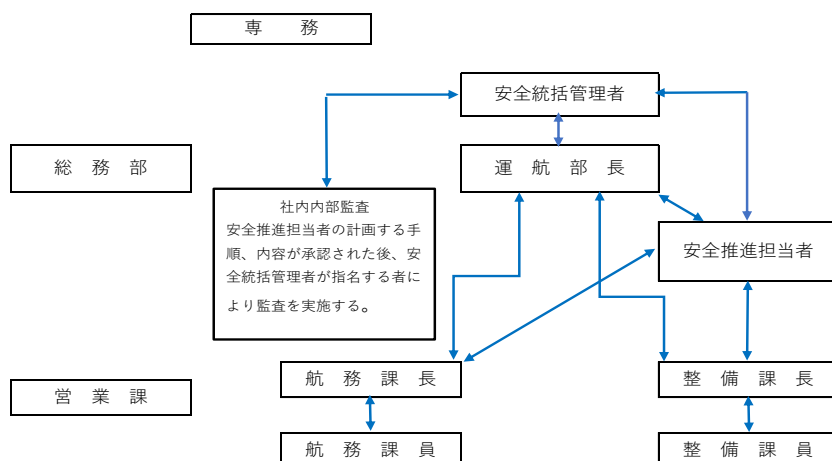 専　務
安全統括管理者
総　務　部
運　航　部　長
社内内部監査
安全推進担当者の計画する手
順、内容が承認された後、安
全統括管理者が指名する者に
より監査を実施する。
安全推進担当者
航　務　課　長
整　備　課　長
営　業　課
航　務　課　員
整　備　課　員